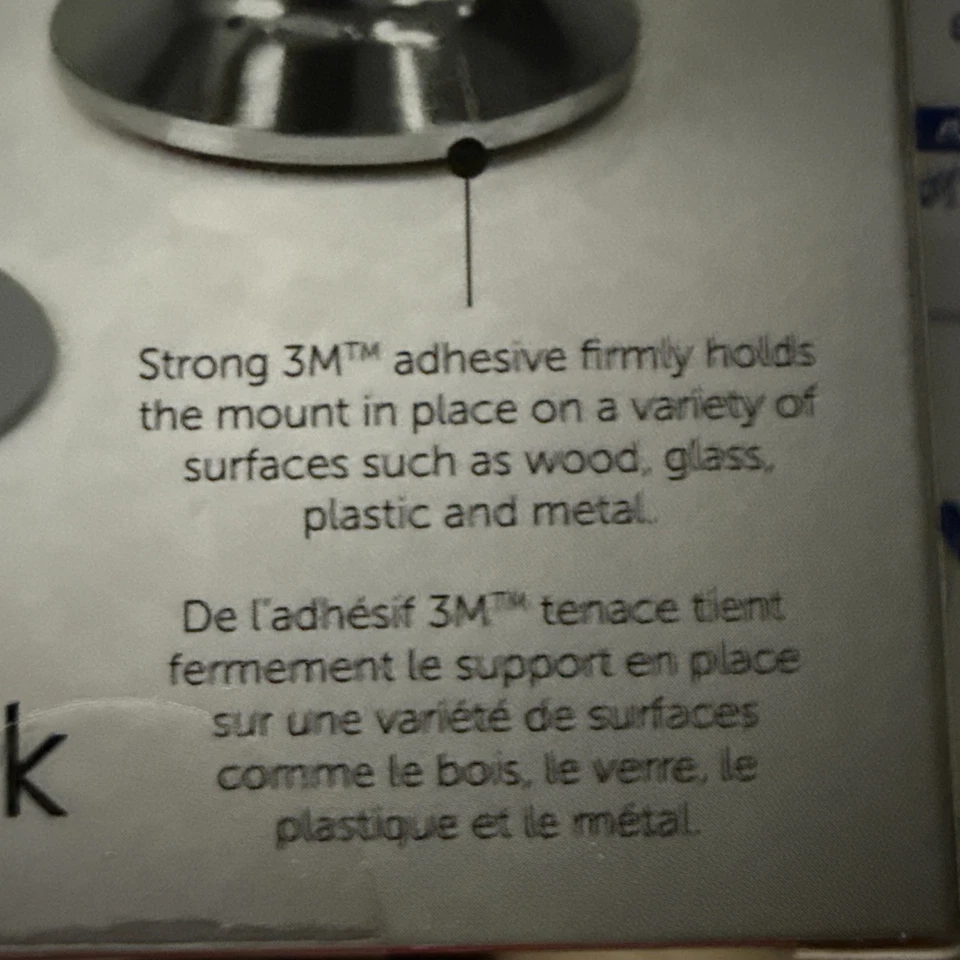 Strong 3M™ adhesive firmly holds
the mount in place on a variety of
surfaces such as wood, glass,
plastic and metal.
De l'adhésif 3M™ tenace tient
fermement le support en place
sur une variété de surfaces
comme le bois, le verre, le
plastique et le métal.
k